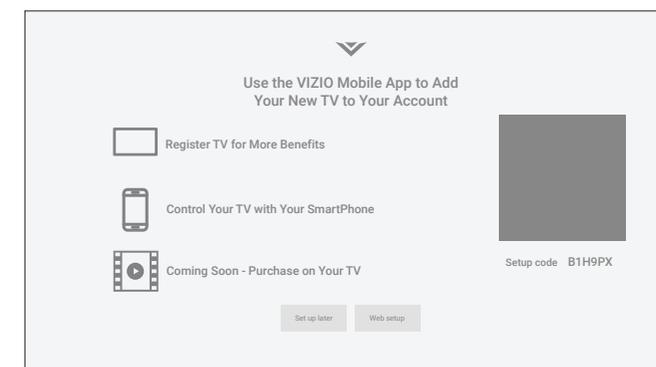 Use the VIZIO Mobile App to Add
Your New TV to Your Account
Register TV for More Benefits
Control Your TV with Your SmartPhone
Coming Soon - Purchase on Your TV
Setup code B1H9PX
Set up later
Web setup